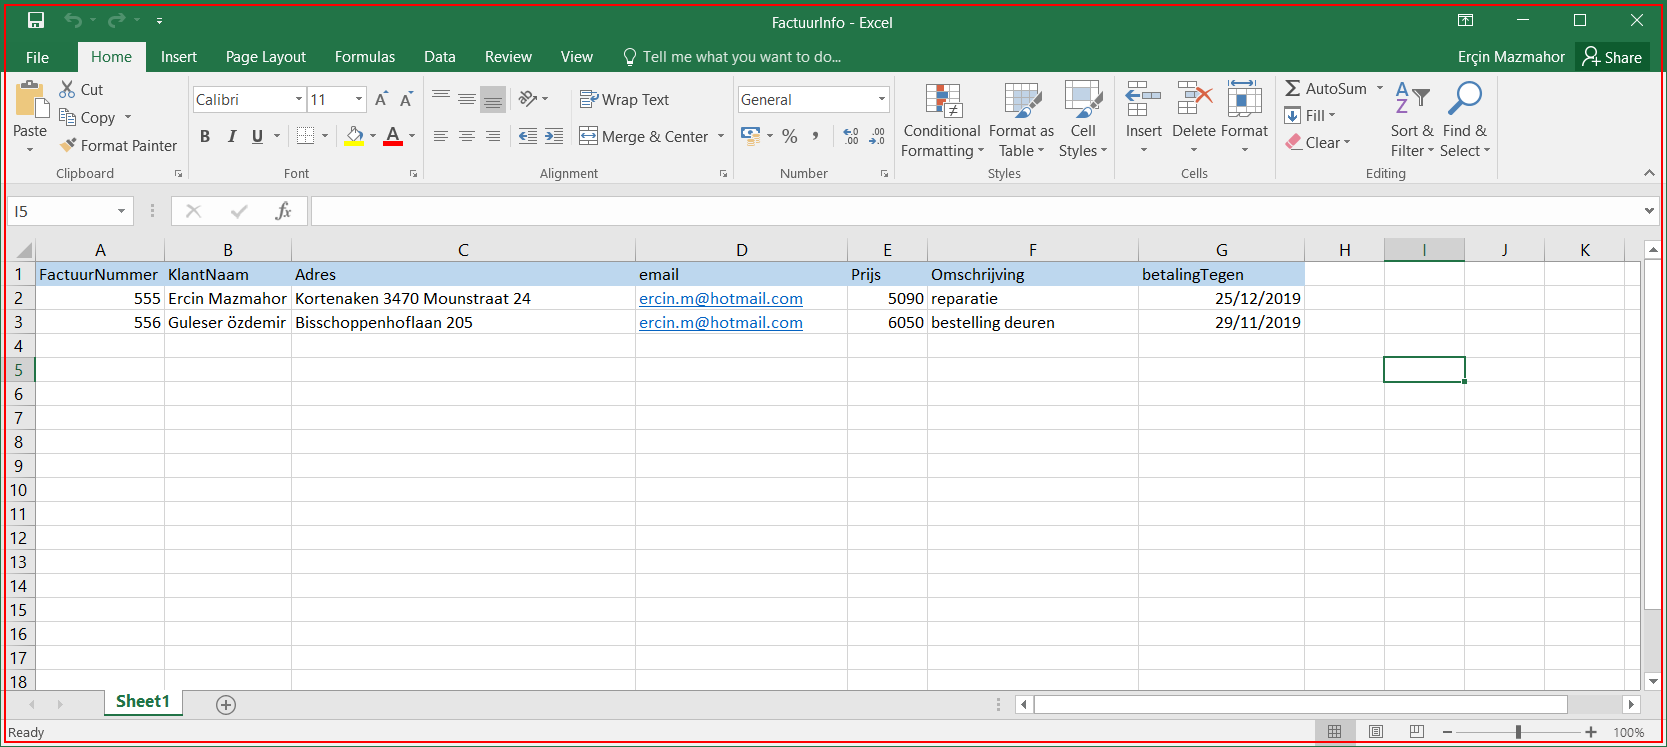 FactuurInfo - Excel
File Home Insert Page Layout Formulas Data Review View Tell me what you want to do... Erçin Mazmahor Share
Paste Cut Copy Format Painter Clipboard
Calibri 11 B I U A Font
Wrap Text Merge & Center Alignment
General % , Number
Conditional Formatting Format as Table Cell Styles Styles
Insert Delete Format Cells
AutoSum Fill Clear Sort & Filter Find & Select Editing
I5 fx
A B C D E F G H I J K
1 FactuurNummer KlantNaam Adres email Prijs Omschrijving betalingTegen
2 555 Ercin Mazmahor Kortenaken 3470 Mounstraat 24 ercin.m@hotmail.com 5090 reparatie 25/12/2019
3 556 Guleser özdemir Bisschoppenhoflaan 205 ercin.m@hotmail.com 6050 bestelling deuren 29/11/2019
4
5
6
7
8
9
10
11
12
13
14
15
16
17
18
Sheet1
Ready 100%